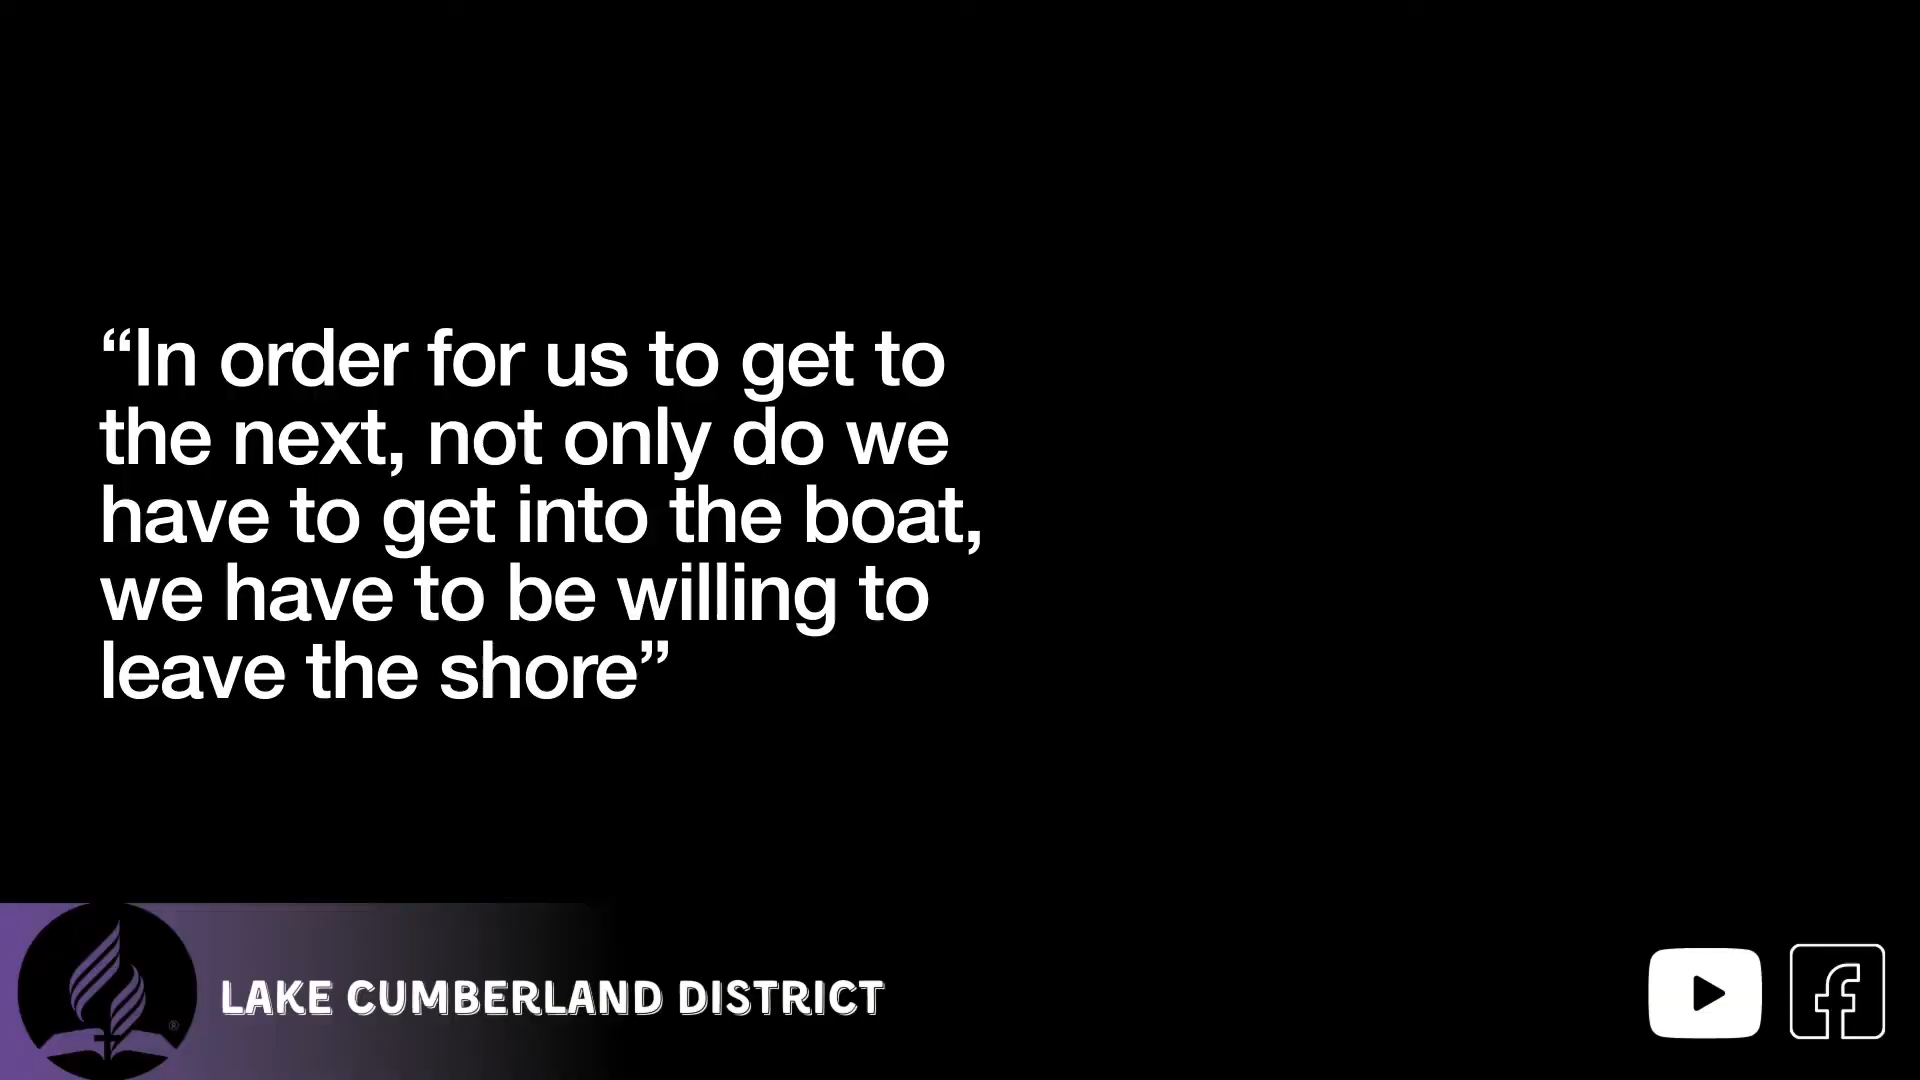 “In order for us to get to
the next, not only do we
have to get into the boat,
we have to be willing to
leave the shore”
LAKE CUMBERLAND DISTRICT
®